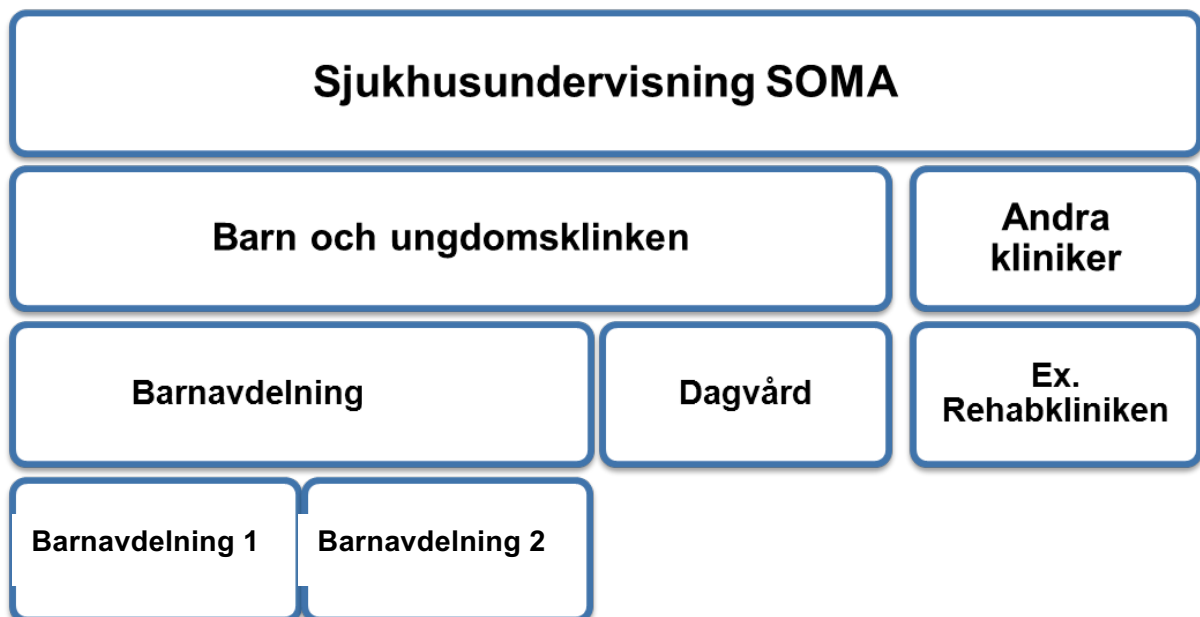 Sjukhusundervisning SOMA
Barn och ungdomsklinken
Andra
kliniker
Barnavdelning
Dagvård
Ex.
Rehabkliniken
Barnavdelning 1
Barnavdelning 2